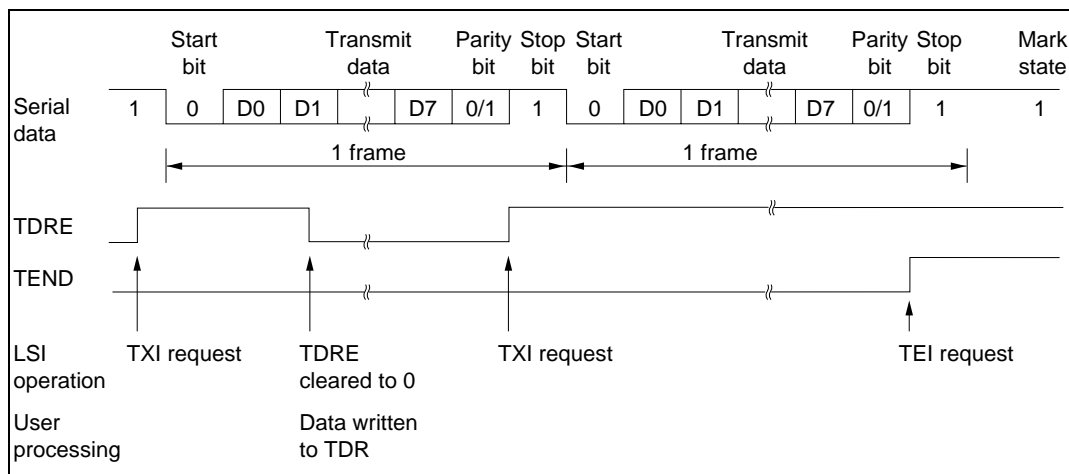 Start bit Transmit data Parity bit Stop bit Start bit Transmit data Parity bit Stop bit Mark state
Serial data 1 0 D0 D1 D7 0/1 1 0 D0 D1 D7 0/1 1 1
1 frame 1 frame
TDRE
TEND
LSI operation TXI request TDRE cleared to 0 TXI request TEI request
User processing Data written to TDR